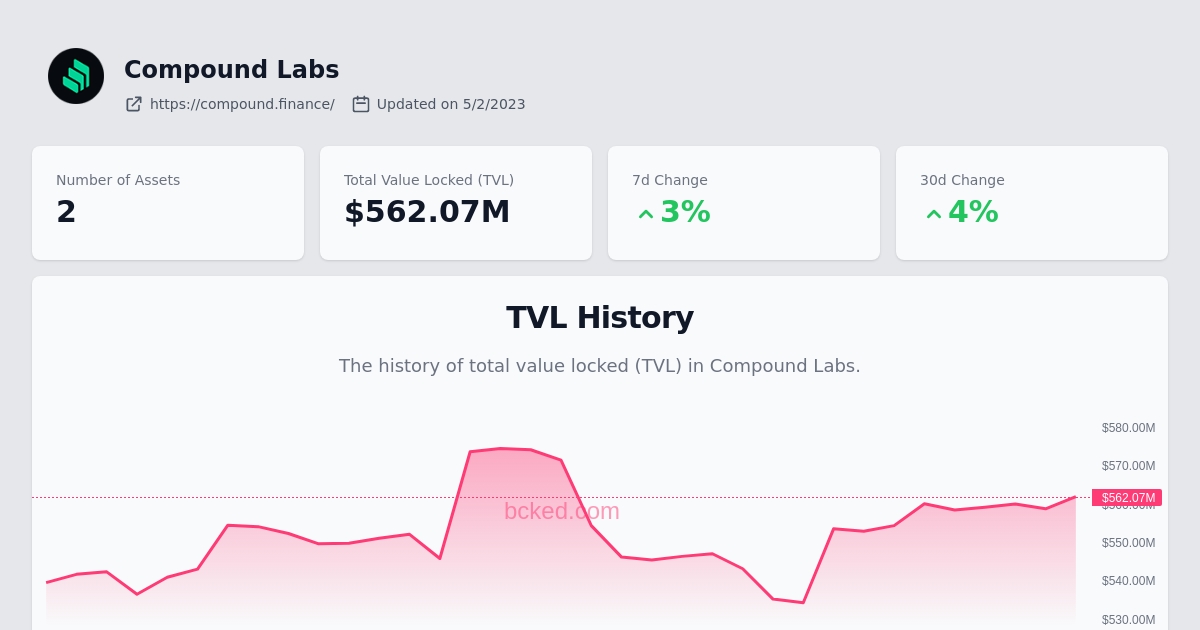 Compound Labs
https://compound.finance/ Updated on 5/2/2023
Number of Assets
2
Total Value Locked (TVL)
$562.07M
7d Change
3%
30d Change
4%
TVL History
The history of total value locked (TVL) in Compound Labs.
$580.00M
$570.00M
$562.07M
$560.00M
bcked.com
$550.00M
$540.00M
$530.00M